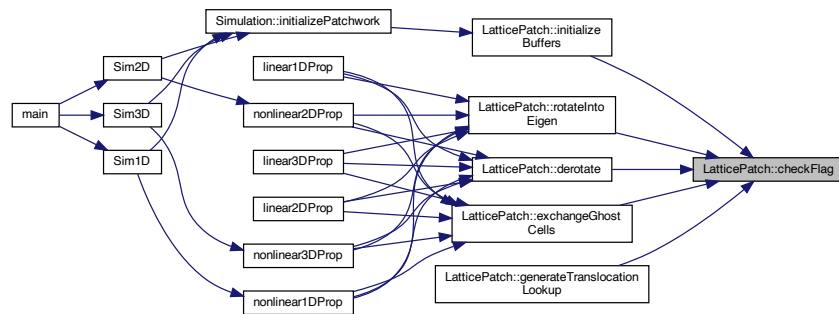 Simulation::initializePatchwork
LatticePatch::initialize
Buffers
Sim2D
linear1DProp
main
Sim3D
nonlinear2DProp
LatticePatch::rotateInto
Eigen
Sim1D
linear3DProp
LatticePatch::derotate
LatticePatch::checkFlag
linear2DProp
LatticePatch::exchangeGhost
Cells
nonlinear3DProp
LatticePatch::generateTranslocation
Lookup
nonlinear1DProp